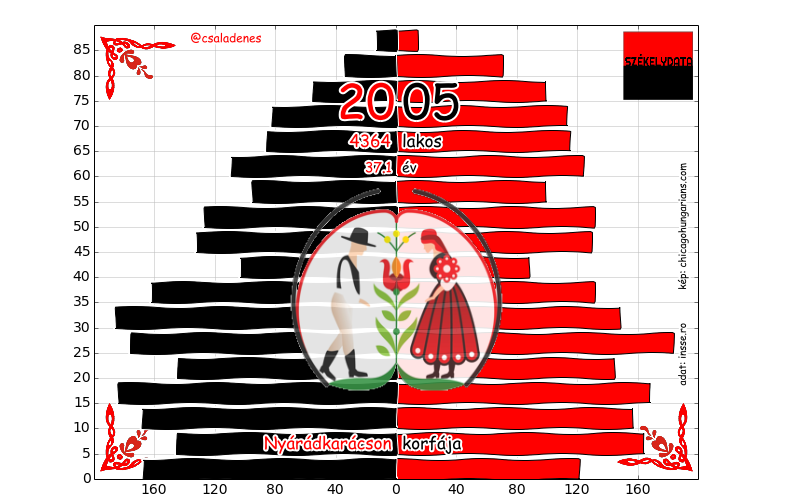 @csaladenes
SZÉKELYDATA
2005
4364 lakos
37.1 év
kép: chicagohungarians.com
adat: insse.ro
Nyárádkarácson korfája
85
80
75
70
65
60
55
50
45
40
35
30
25
20
15
10
5
0
160 120 80 40 0 40 80 120 160